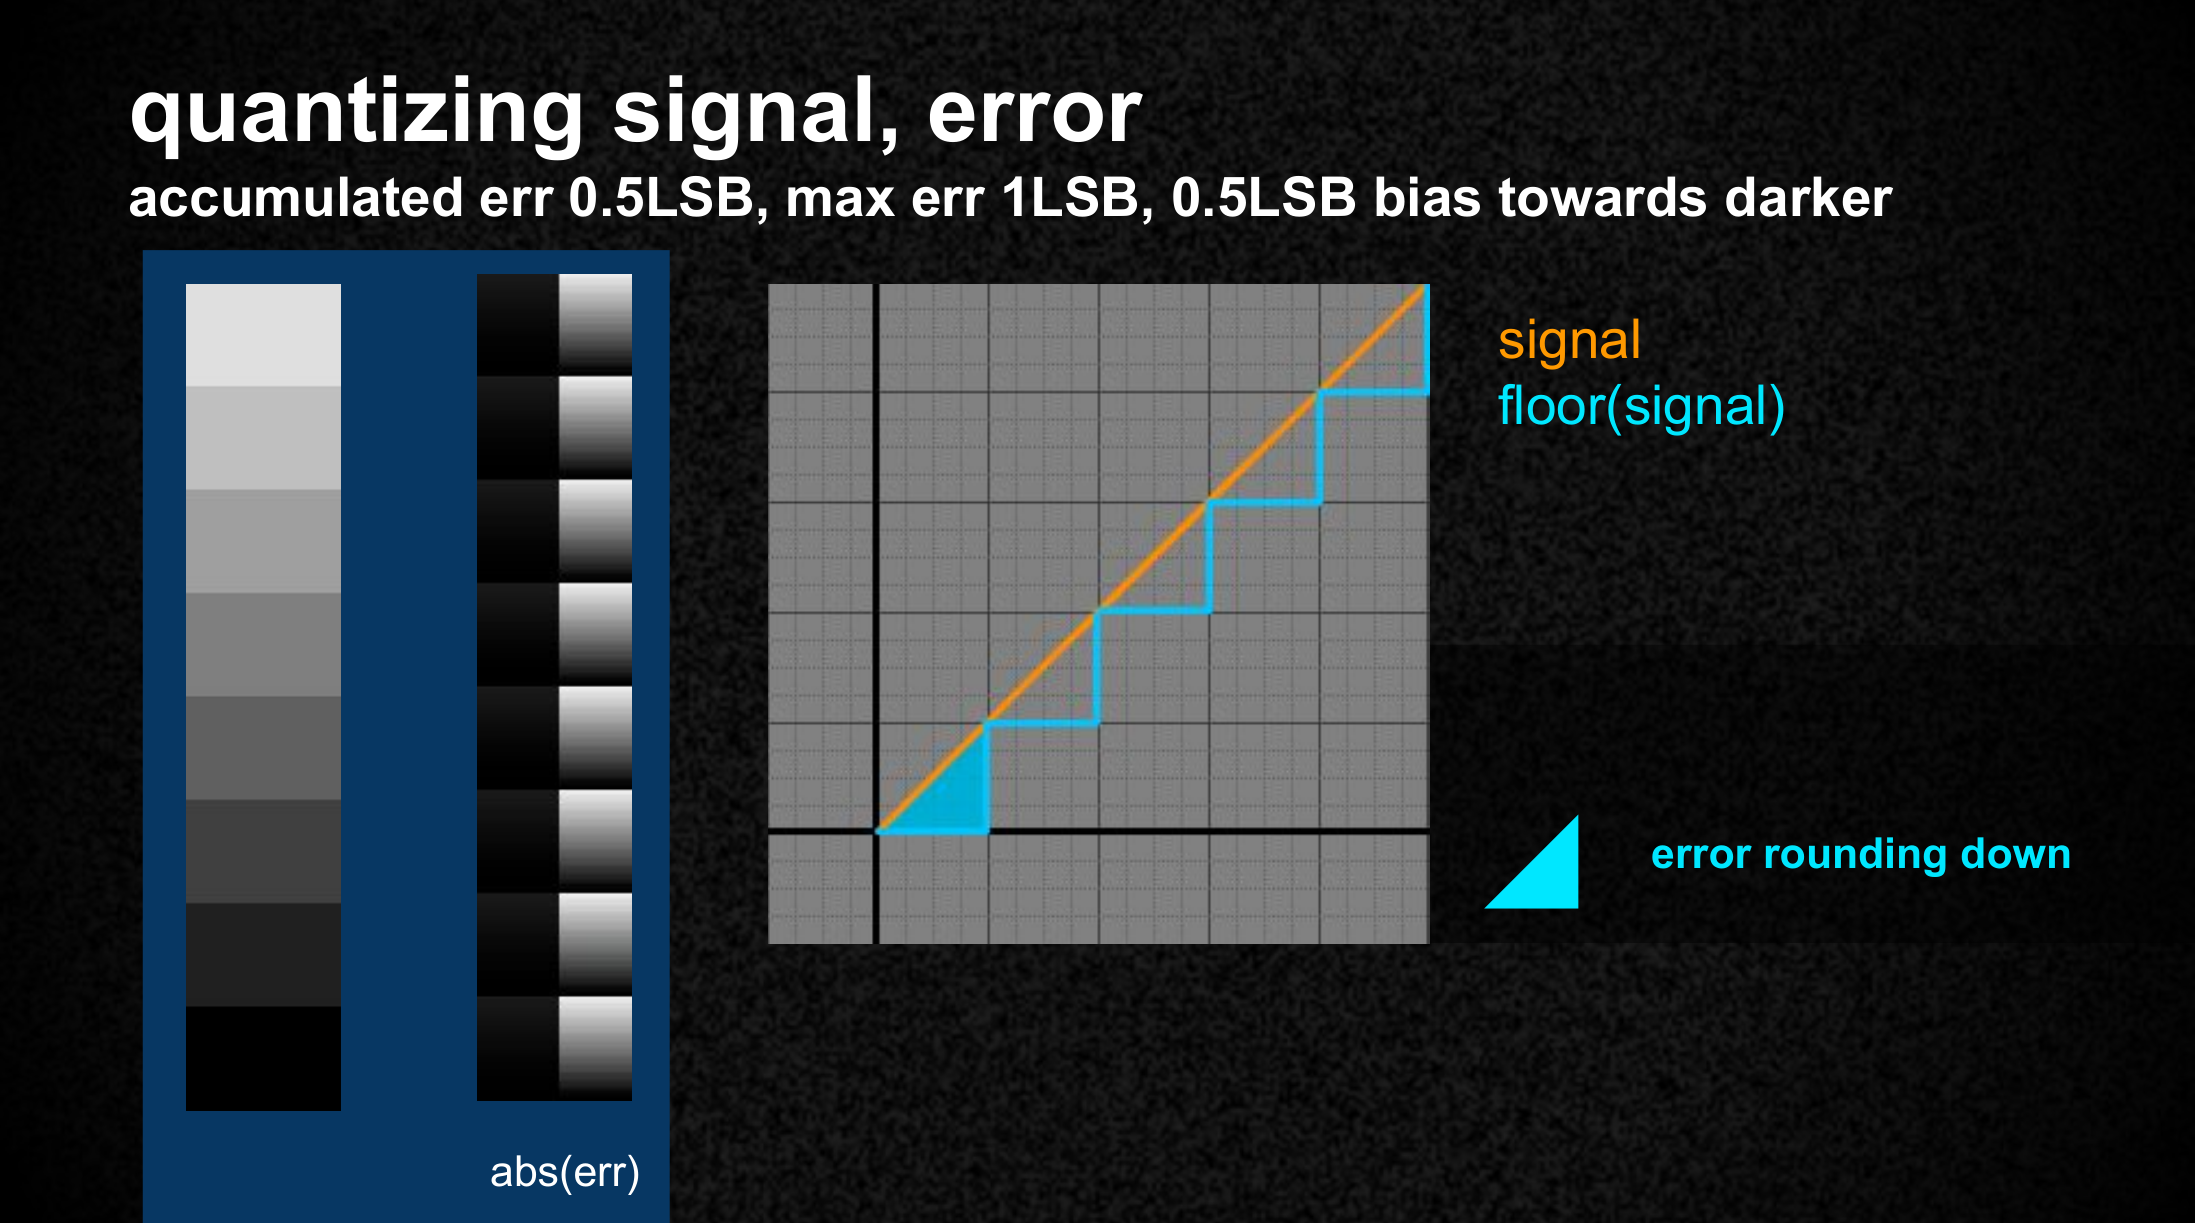 quantizing signal, error
accumulated err 0.5LSB, max err 1LSB, 0.5LSB bias towards darker
signal
floor(signal)
error rounding down
abs(err)